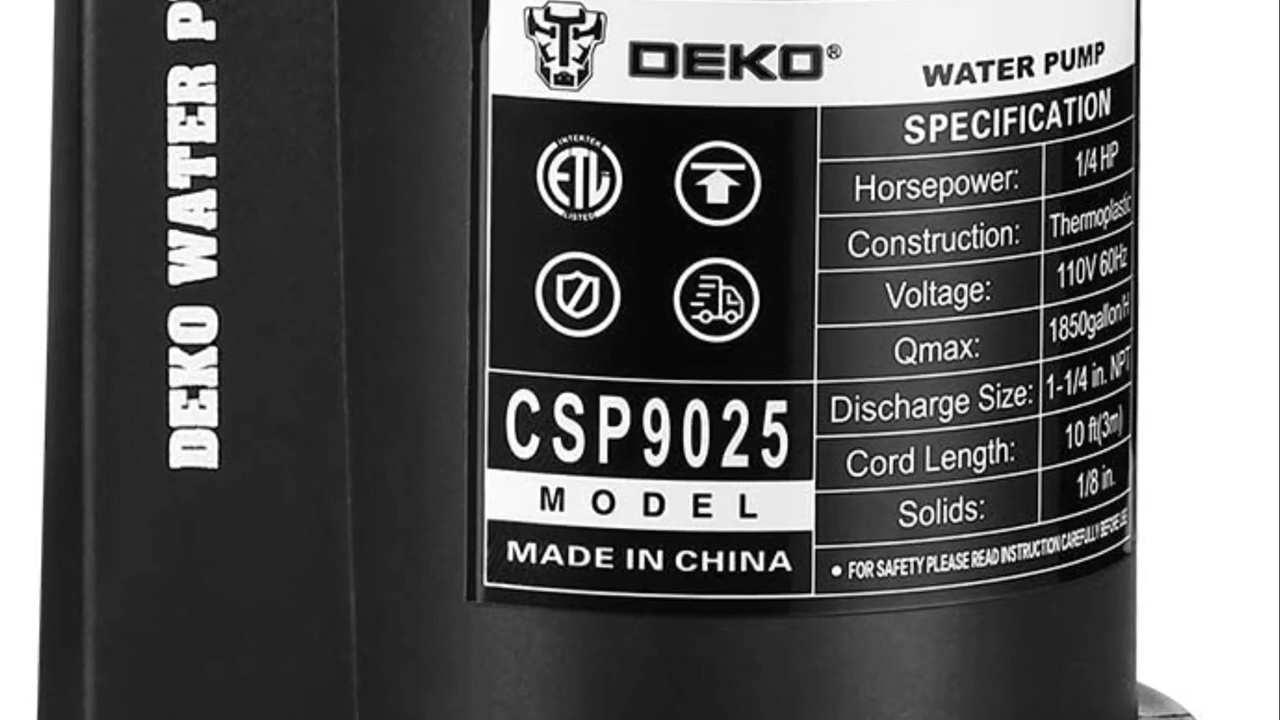 DEKO WATER P
DEKO®
WATER PUMP
INTERTEK
ETL
LISTED
CSP9025
MODEL
MADE IN CHINA
SPECIFICATION
Horsepower: 1/4 HP
Construction: Thermoplastic
Voltage: 110V 60Hz
Qmax: 1850gallon/H
Discharge Size: 1-1/4 in. NPT
Cord Length: 10 ft(3m)
Solids: 1/8 in.
• FOR SAFETY PLEASE READ INSTRUCTION CAREFULLY BEFORE USE